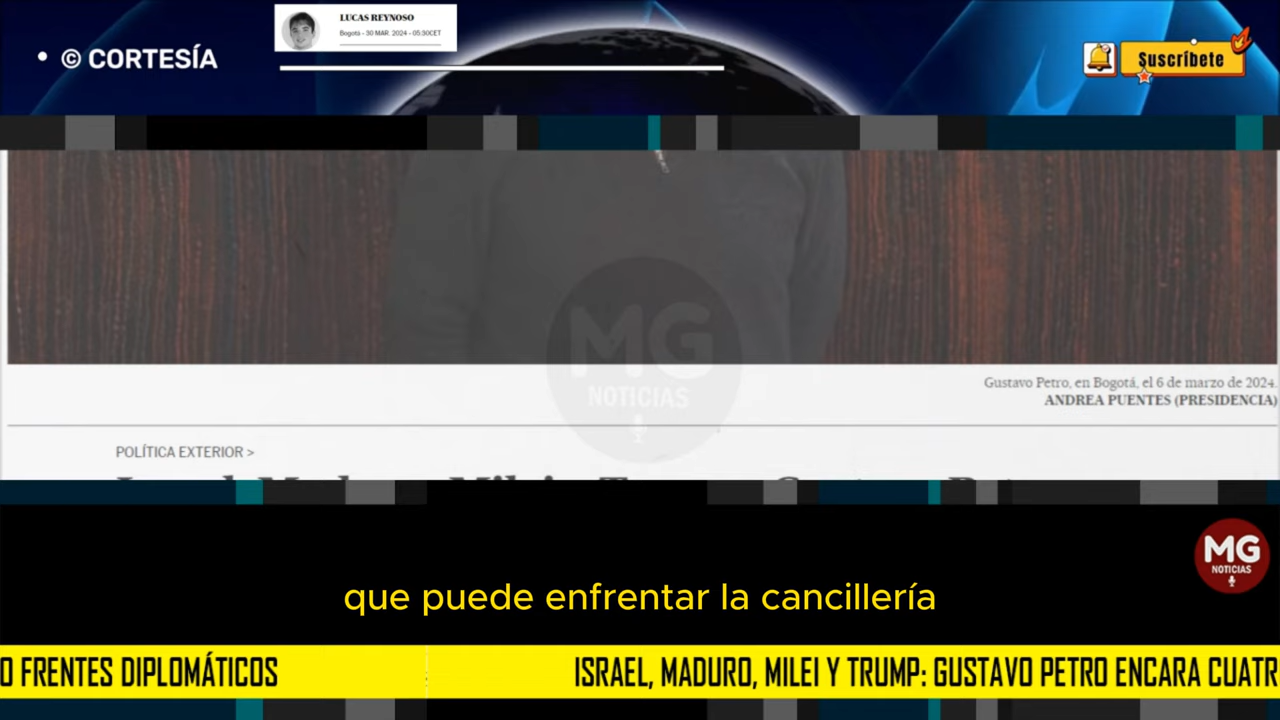 LUCAS REYNOSO
Bogotá - 30 MAR. 2024 - 05:30CET
• © CORTESÍA
Suscríbete
MG
NOTICIAS
Gustavo Petro, en Bogotá, el 6 de marzo de 2024.
ANDREA PUENTES (PRESIDENCIA)
POLÍTICA EXTERIOR >
MG
NOTICIAS
que puede enfrentar la cancillería
O FRENTES DIPLOMÁTICOS ISRAEL, MADURO, MILEI Y TRUMP: GUSTAVO PETRO ENCARA CUATR